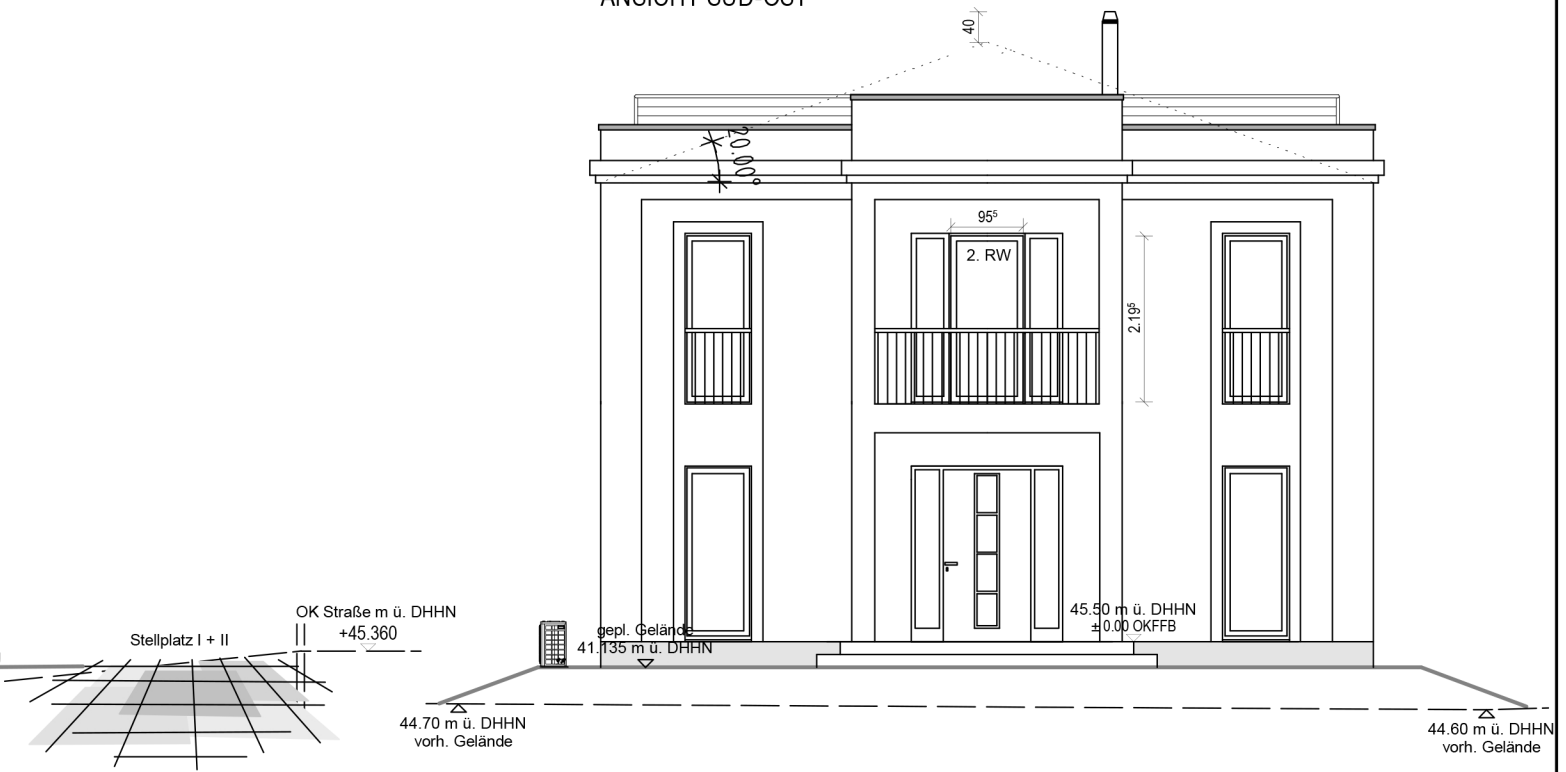 ANSICHT SÜD-OST
40
20.00°
95⁵
2. RW
2.19⁵
OK Straße m ü. DHHN
+45.360
Stellplatz I + II
gepl. Gelände
41.135 m ü. DHHN
45.50 m ü. DHHN
± 0.00 OKFFB
44.70 m ü. DHHN
vorh. Gelände
44.60 m ü. DHHN
vorh. Gelände